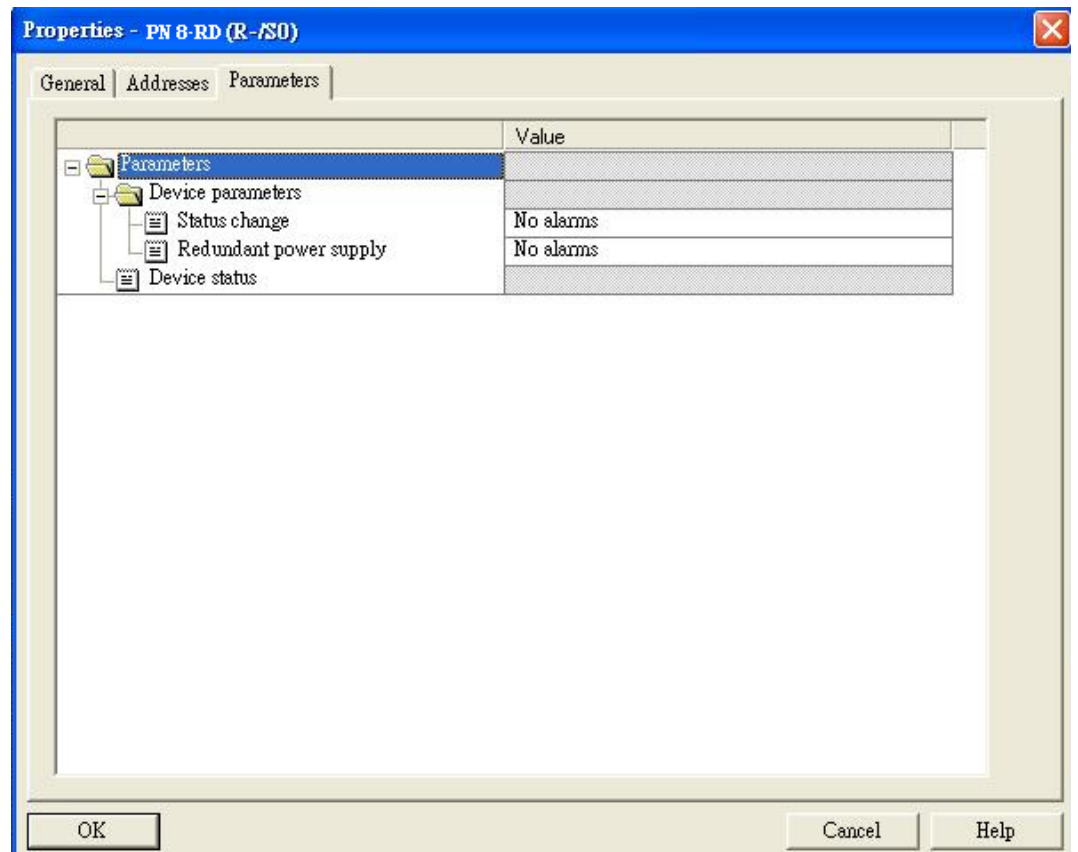 Properties - PN 8-RD (R-/S0)
General Addresses Parameters
Value
Parameters
Device parameters
Status change No alarms
Redundant power supply No alarms
Device status
OK Cancel Help